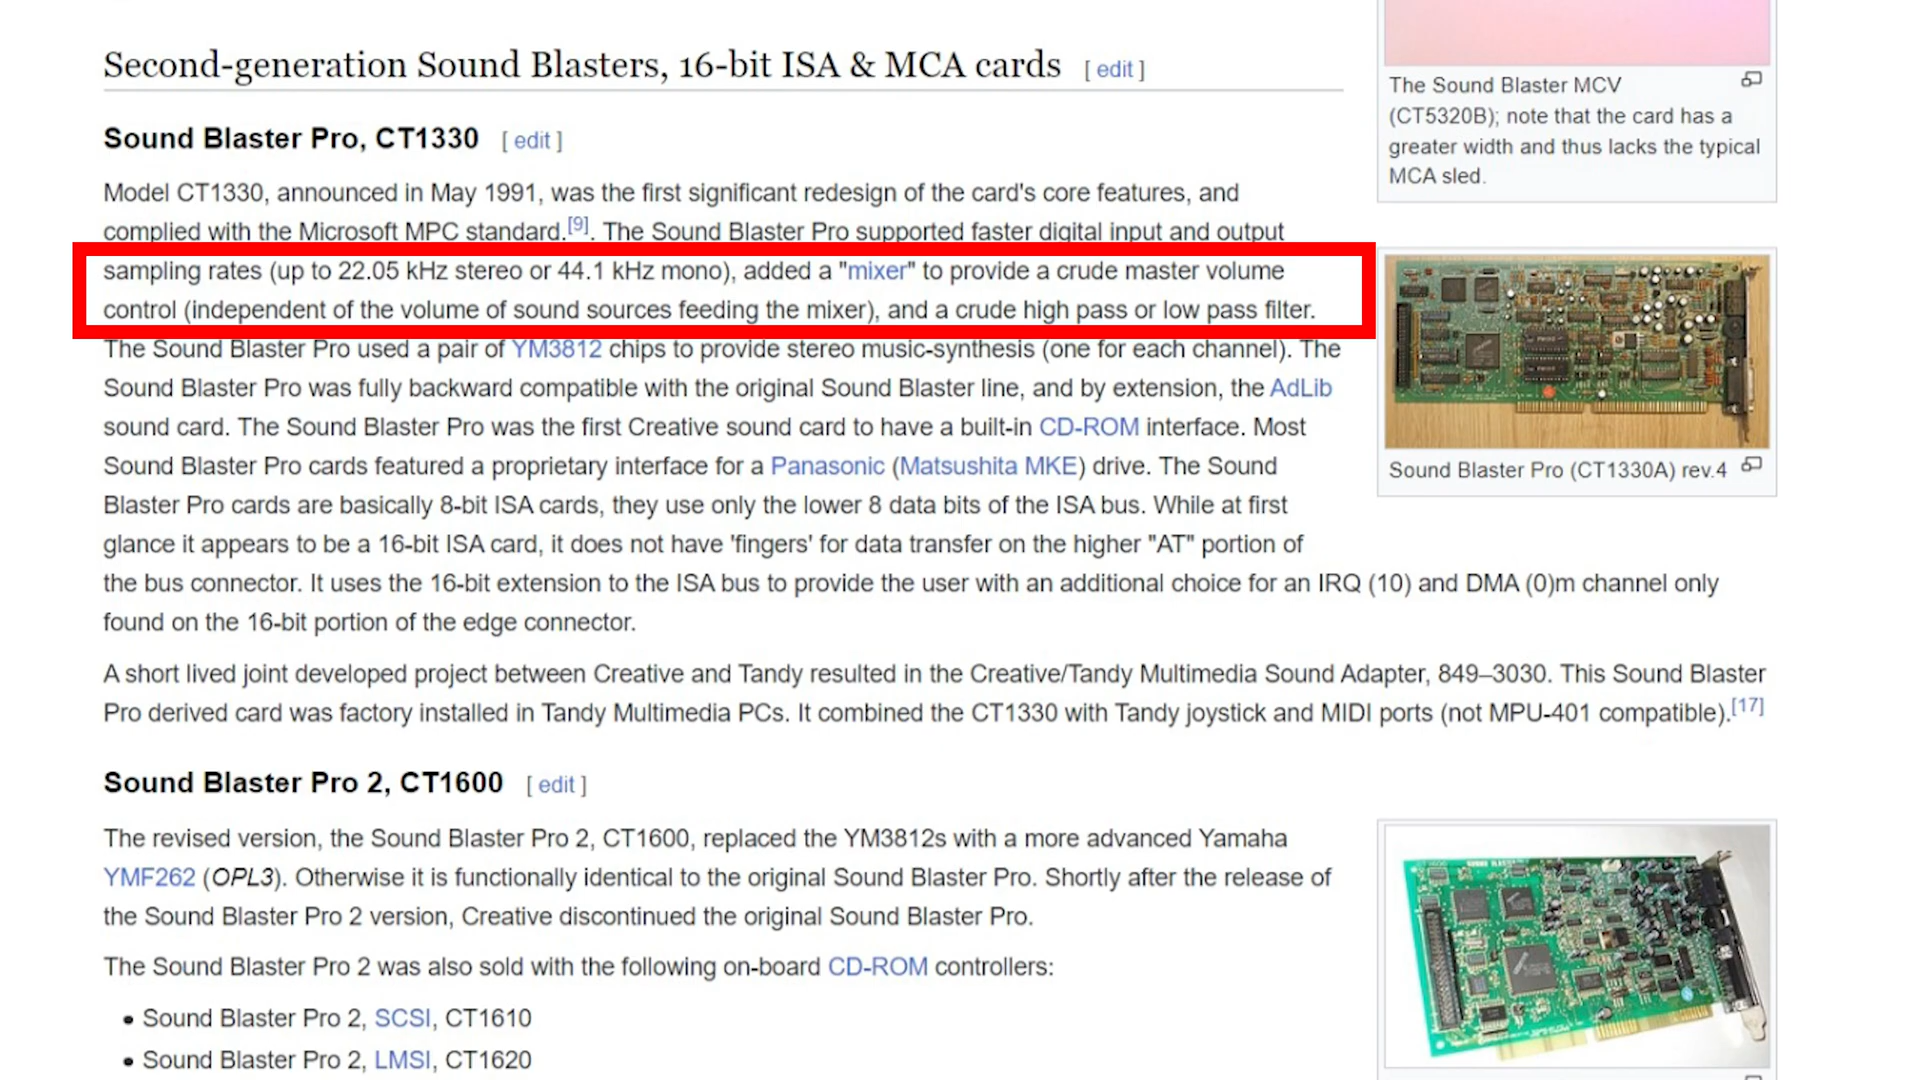 Second-generation Sound Blasters, 16-bit ISA & MCA cards [ edit ]
Sound Blaster Pro, CT1330 [ edit ]
Model CT1330, announced in May 1991, was the first significant redesign of the card's core features, and
complied with the Microsoft MPC standard.[9]. The Sound Blaster Pro supported faster digital input and output
sampling rates (up to 22.05 kHz stereo or 44.1 kHz mono), added a "mixer" to provide a crude master volume
control (independent of the volume of sound sources feeding the mixer), and a crude high pass or low pass filter.
The Sound Blaster Pro used a pair of YM3812 chips to provide stereo music-synthesis (one for each channel). The
Sound Blaster Pro was fully backward compatible with the original Sound Blaster line, and by extension, the AdLib
sound card. The Sound Blaster Pro was the first Creative sound card to have a built-in CD-ROM interface. Most
Sound Blaster Pro cards featured a proprietary interface for a Panasonic (Matsushita MKE) drive. The Sound
Blaster Pro cards are basically 8-bit ISA cards, they use only the lower 8 data bits of the ISA bus. While at first
glance it appears to be a 16-bit ISA card, it does not have 'fingers' for data transfer on the higher "AT" portion of
the bus connector. It uses the 16-bit extension to the ISA bus to provide the user with an additional choice for an IRQ (10) and DMA (0)m channel only
found on the 16-bit portion of the edge connector.
A short lived joint developed project between Creative and Tandy resulted in the Creative/Tandy Multimedia Sound Adapter, 849–3030. This Sound Blaster
Pro derived card was factory installed in Tandy Multimedia PCs. It combined the CT1330 with Tandy joystick and MIDI ports (not MPU-401 compatible).[17]
Sound Blaster Pro 2, CT1600 [ edit ]
The revised version, the Sound Blaster Pro 2, CT1600, replaced the YM3812s with a more advanced Yamaha
YMF262 (OPL3). Otherwise it is functionally identical to the original Sound Blaster Pro. Shortly after the release of
the Sound Blaster Pro 2 version, Creative discontinued the original Sound Blaster Pro.
The Sound Blaster Pro 2 was also sold with the following on-board CD-ROM controllers:
• Sound Blaster Pro 2, SCSI, CT1610
• Sound Blaster Pro 2, LMSI, CT1620
The Sound Blaster MCV
(CT5320B); note that the card has a
greater width and thus lacks the typical
MCA sled.
Sound Blaster Pro (CT1330A) rev.4